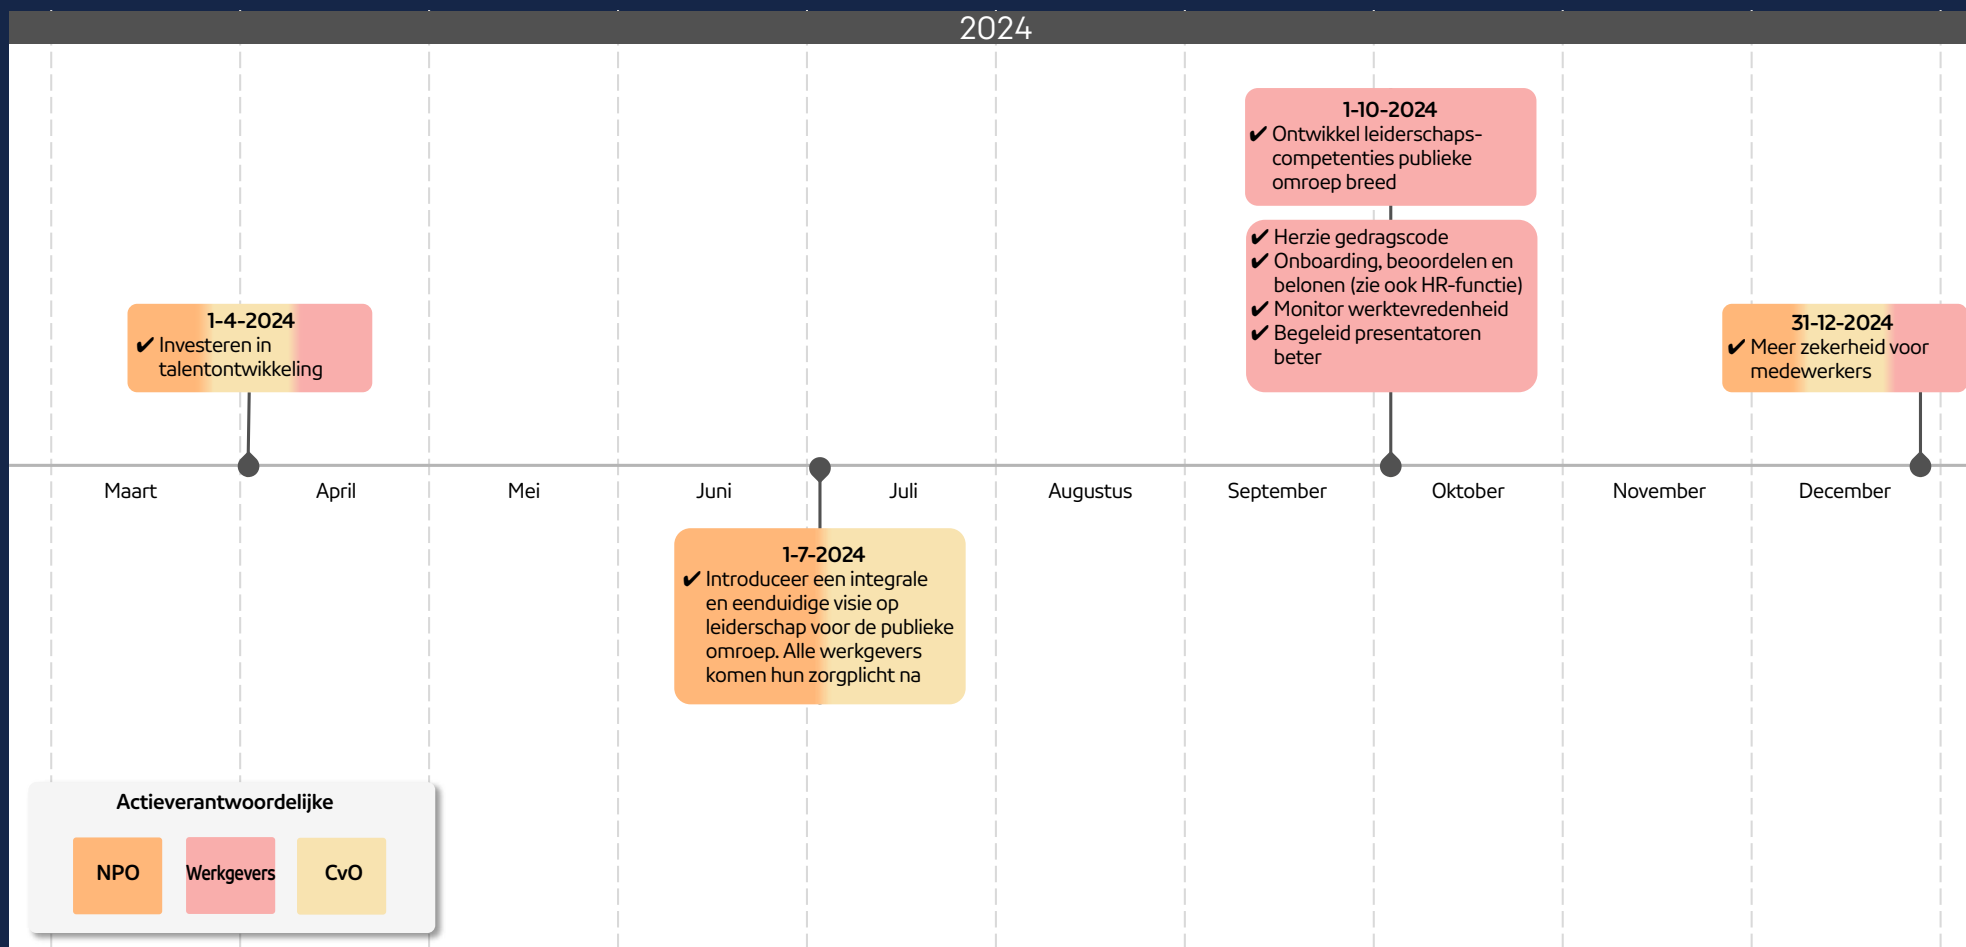 2024
1-10-2024
✔ Ontwikkel leiderschaps-
competenties publieke
omroep breed
✔ Herzie gedragscode
✔ Onboarding, beoordelen en
belonen (zie ook HR-functie)
✔ Monitor werktevredenheid
✔ Begeleid presentatoren
beter
1-4-2024
✔ Investeren in
talentontwikkeling
31-12-2024
✔ Meer zekerheid voor
medewerkers
Maart
April
Mei
Juni
Juli
Augustus
September
Oktober
November
December
1-7-2024
✔ Introduceer een integrale
en eenduidige visie op
leiderschap voor de publieke
omroep. Alle werkgevers
komen hun zorgplicht na
Actieverantwoordelijke
NPO
Werkgevers
CvO